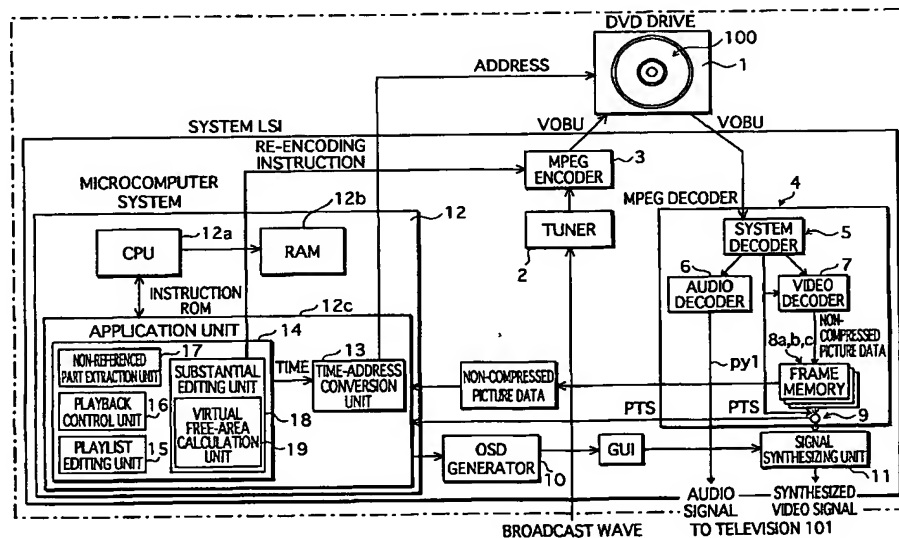 DVD DRIVE
100
1
ADDRESS
SYSTEM LSI
VOBU
VOBU
RE-ENCODING
INSTRUCTION
3
MPEG
ENCODER
MICROCOMPUTER
SYSTEM
12
12b
12a
CPU
RAM
TUNER
2
MPEG DECODER
4
SYSTEM
DECODER
5
6
7
AUDIO
DECODER
VIDEO
DECODER
INSTRUCTION
ROM
12c
APPLICATION UNIT
14
17
NON-REFERENCED
PART EXTRACTION UNIT
SUBSTANTIAL
EDITING UNIT
TIME
13
TIME-ADDRESS
CONVERSION
UNIT
NON-COMPRESSED
PICTURE DATA
NON-
COMPRESSED
PICTURE DATA
8a,b,c
FRAME
MEMORY
py1
PLAYBACK
CONTROL UNIT
16
VIRTUAL
FREE-AREA
CALCULATION
UNIT
18
19
PLAYLIST
EDITING UNIT
15
PTS
PTS
9
OSD
GENERATOR
10
GUI
SIGNAL
SYNTHESIZING UNIT
11
AUDIO
SIGNAL
SYNTHESIZED
VIDEO SIGNAL
BROADCAST WAVE
TO TELEVISION 101